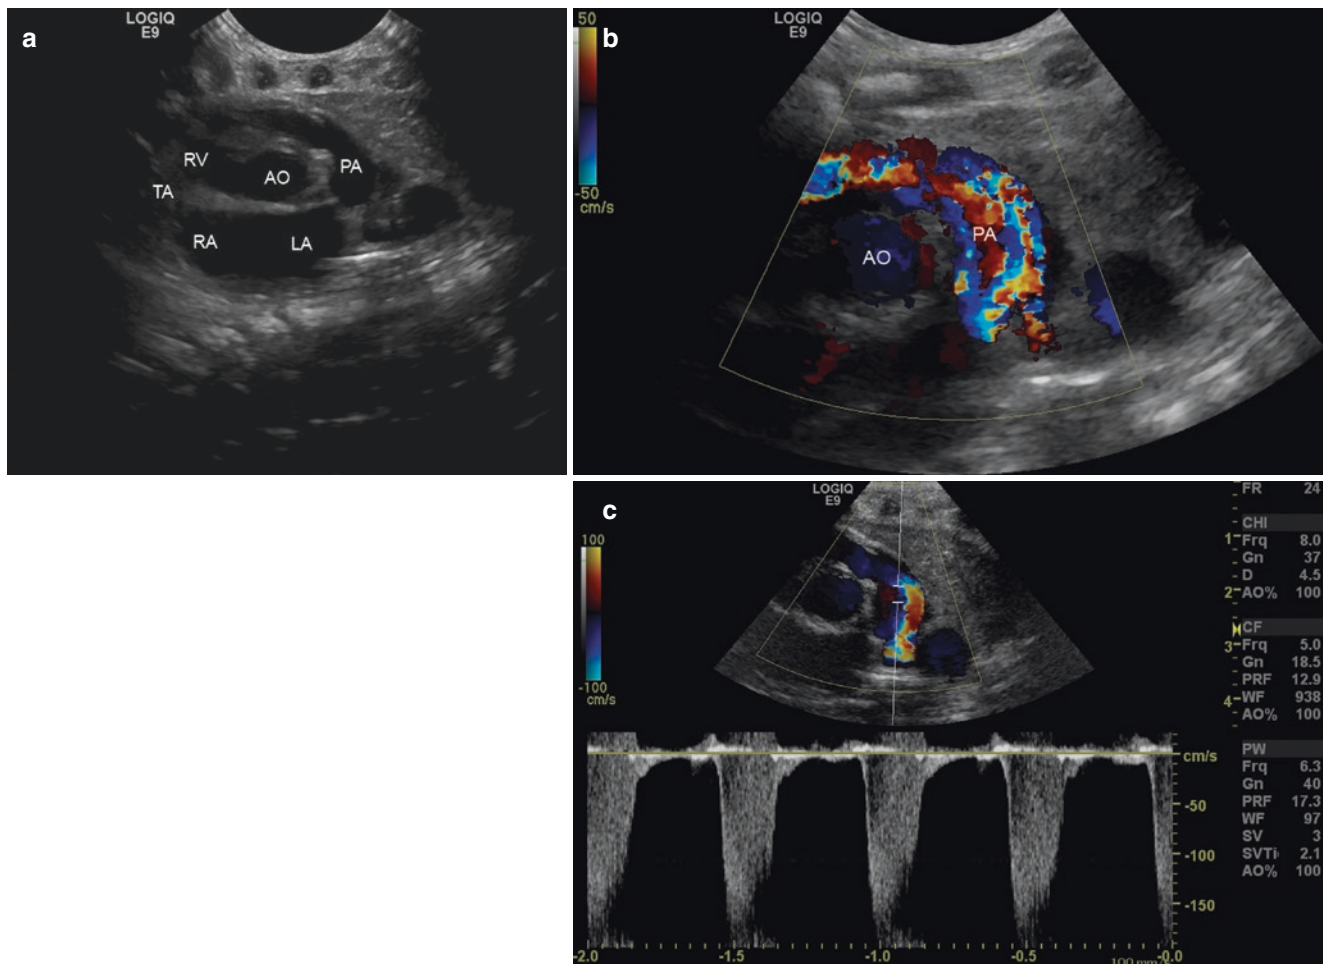 a
LOGIQ
E9
RV
AO
PA
TA
RA
LA
b
LOGIQ
E9
50
-50
cm/s
PA
AO
c
LOGIQ
E9
100
-100
cm/s
1
2
3
4
FR 24
CHI
Frq 8.0
Gn 37
D 4.5
AO% 100
CF
Frq 5.0
Gn 18.5
PRF 12.9
WF 938
AO% 100
PW
Frq 6.3
Gn 40
PRF 17.3
WF 97
SV 3
SVTi 2.1
AO% 100
cm/s
-50
-100
-150
-2.0 -1.5 -1.0 -0.5 -0.0